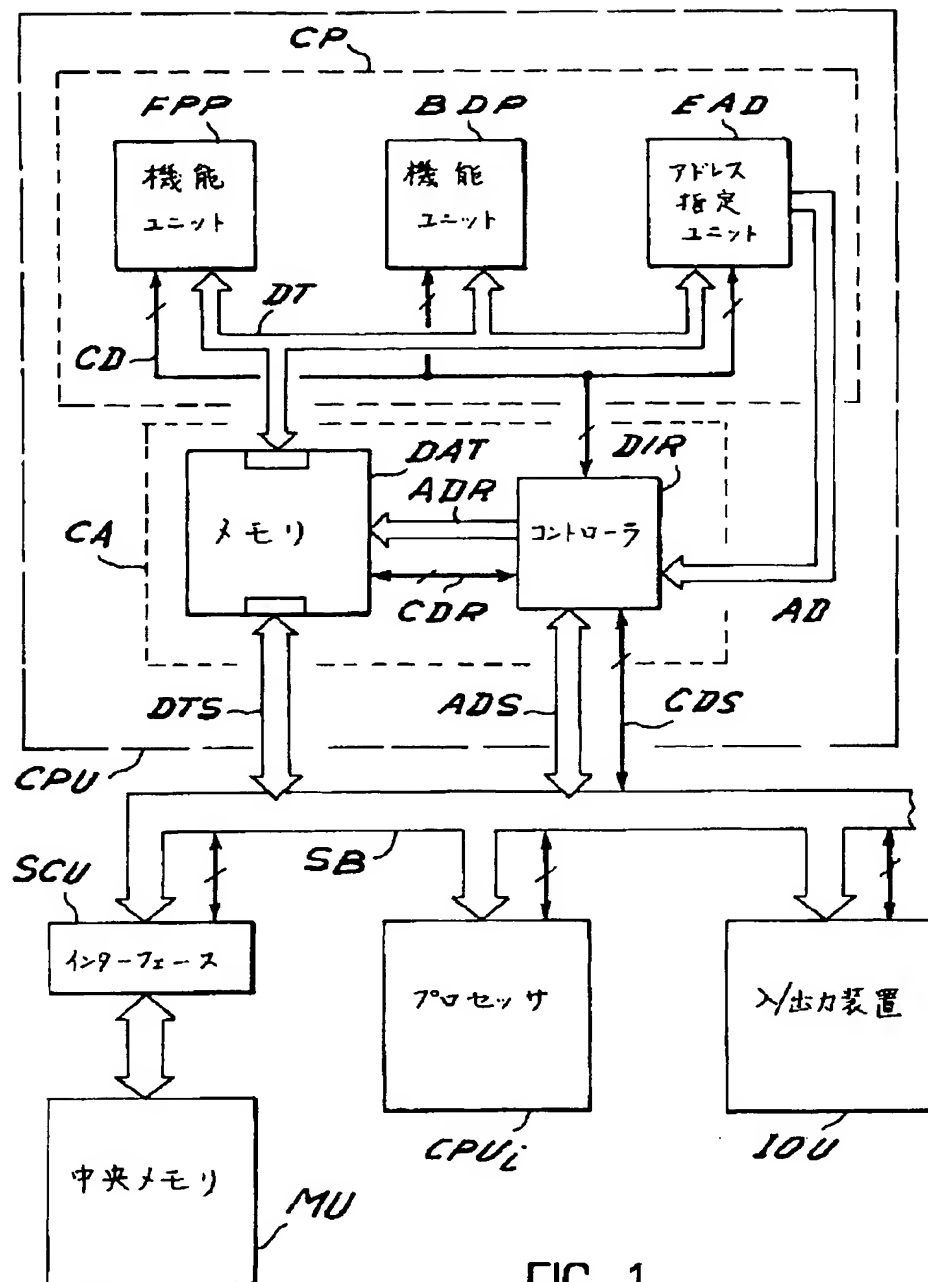 CP
FPP
BDP
EAD
機能
ユニット
機能
ユニット
アドレス
指定
ユニット
DT
CD
DAT
DIR
ADR
CA
メモリ
コントローラ
CDR
AD
DTS
ADS
CDS
CPU
SCU
SB
インターフェース
プロセッサ
入/出力装置
CPUi
IOU
中央メモリ
MU
FIG. 1